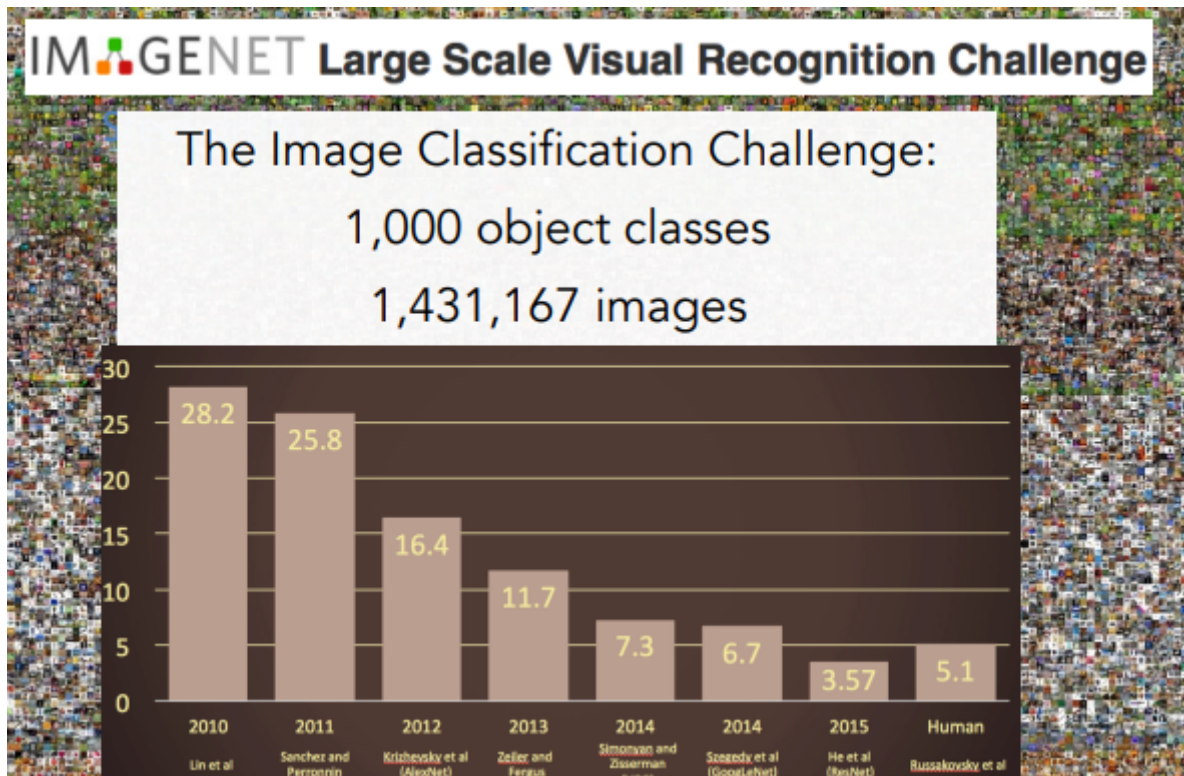 IMAGENET Large Scale Visual Recognition Challenge
The Image Classification Challenge:
1,000 object classes
1,431,167 images
30
25
20
15
10
5
0
28.2
25.8
16.4
11.7
7.3
6.7
3.57
5.1
2010
2011
2012
2013
2014
2014
2015
Human
Lin et al
Sanchez and
Perronnin
Krizhevsky et al
(AlexNet)
Zeiler and
Fergus
Simonyan and
Zisserman
Szegedy et al
(GoogLeNet)
He et al
(ResNet)
Russakovsky et al